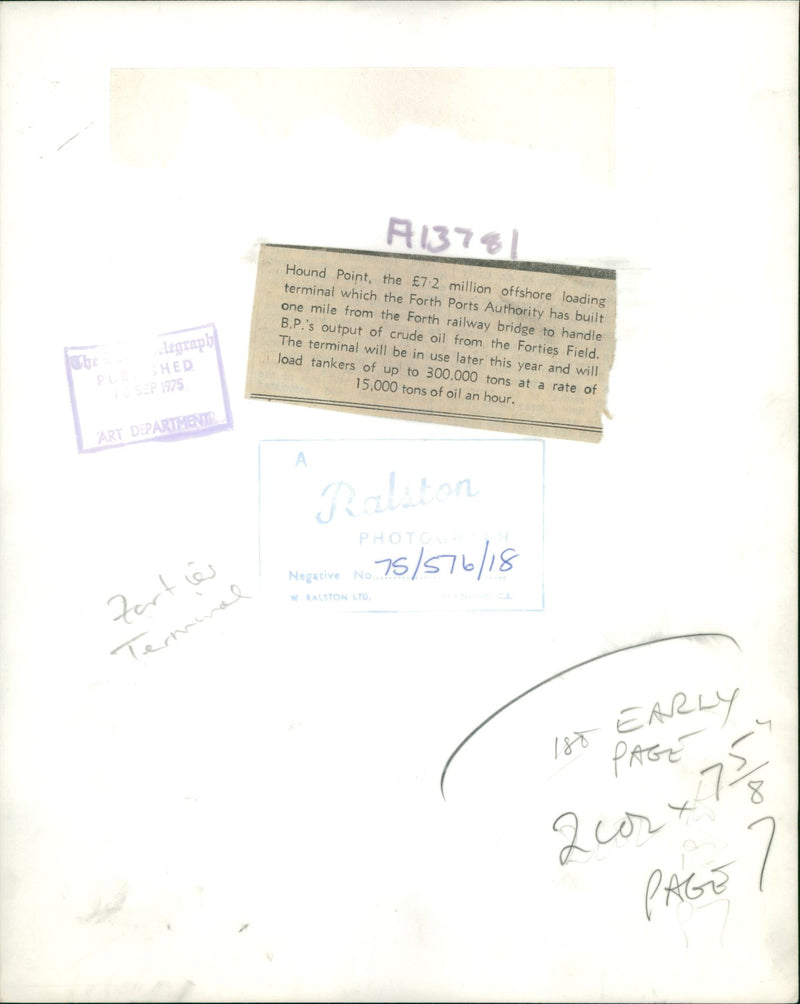 A13781
Hound Point, the £7·2 million offshore loading
terminal which the Forth Ports Authority has built
one mile from the Forth railway bridge to handle
B.P.'s output of crude oil from the Forties Field.
The terminal will be in use later this year and will
load tankers of up to 300,000 tons at a rate of
15,000 tons of oil an hour.
The Telegraph
PUBLISHED
SEP 1975
ART DEPARTMENT
A
Ralston
PHOTOGRAPH
Negative No. 75/576/18
W. RALSTON LTD.
Terminal
1st EARLY
PAGE
2 COL x 7 5/8"
PAGE 7